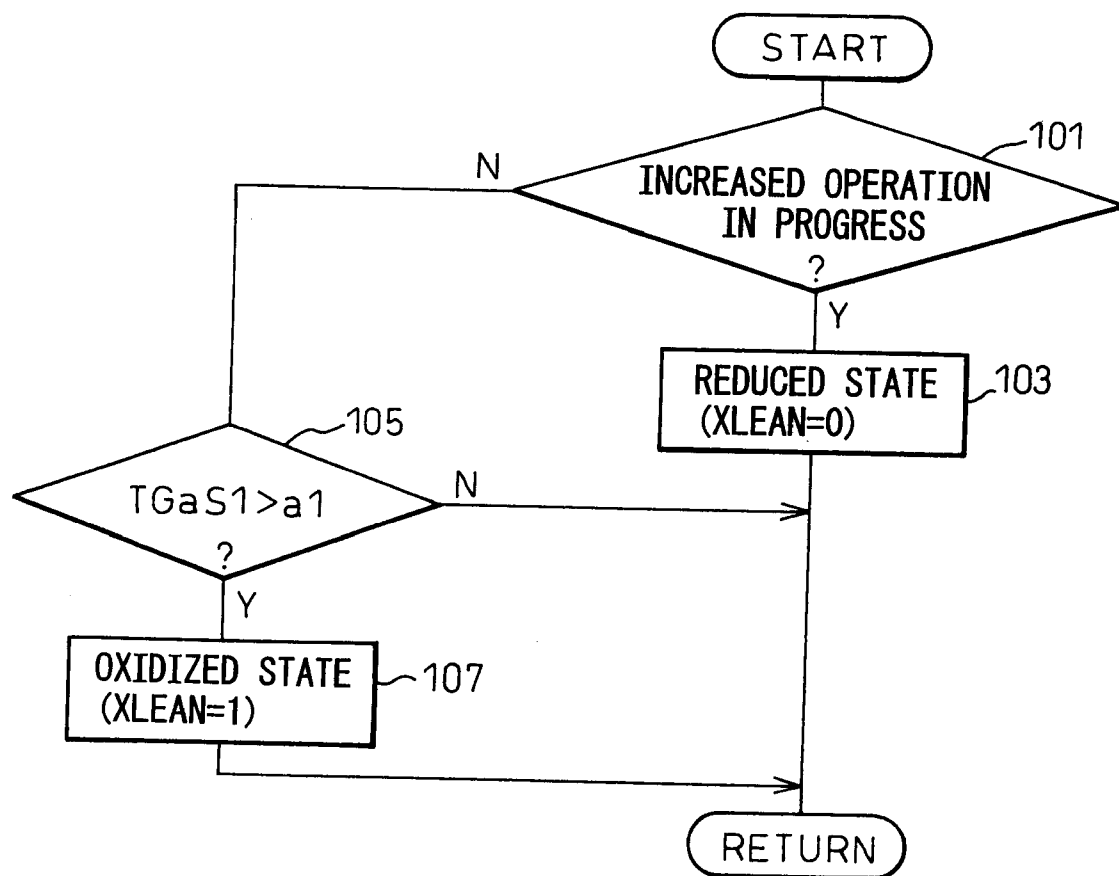 START
101
N
INCREASED OPERATION
IN PROGRESS
?
Y
REDUCED STATE
(XLEAN=0)
103
105
TGaS1>a1
?
N
Y
OXIDIZED STATE
(XLEAN=1)
107
RETURN